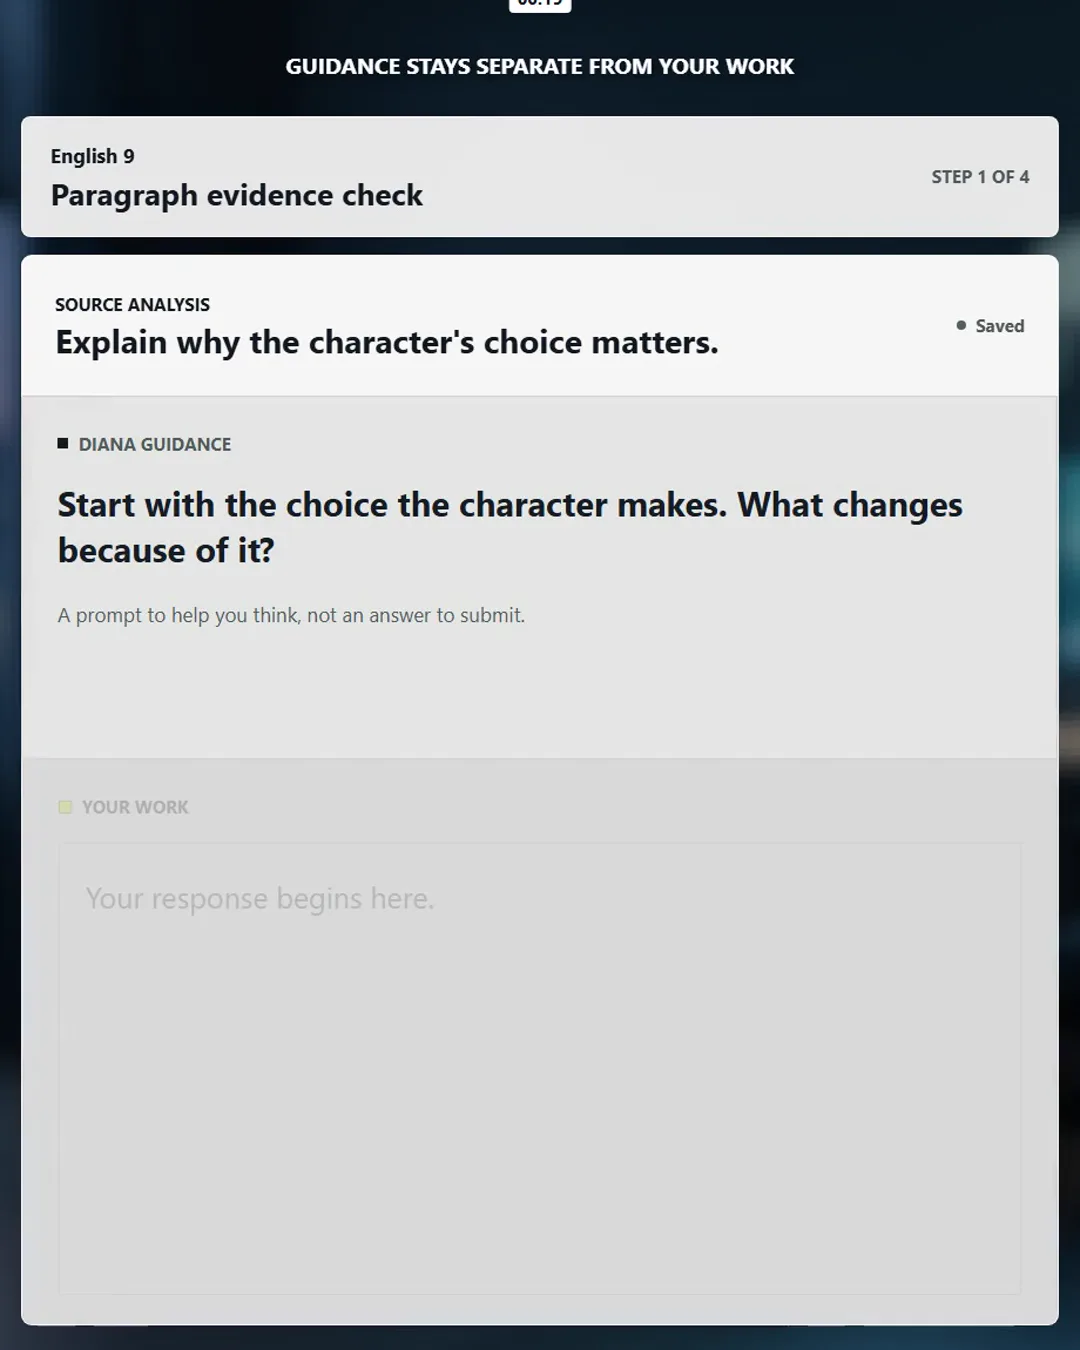 GUIDANCE STAYS SEPARATE FROM YOUR WORK
English 9
Paragraph evidence check
STEP 1 OF 4
SOURCE ANALYSIS
Explain why the character's choice matters.
Saved
DIANA GUIDANCE
Start with the choice the character makes. What changes
because of it?
A prompt to help you think, not an answer to submit.
YOUR WORK
Your response begins here.